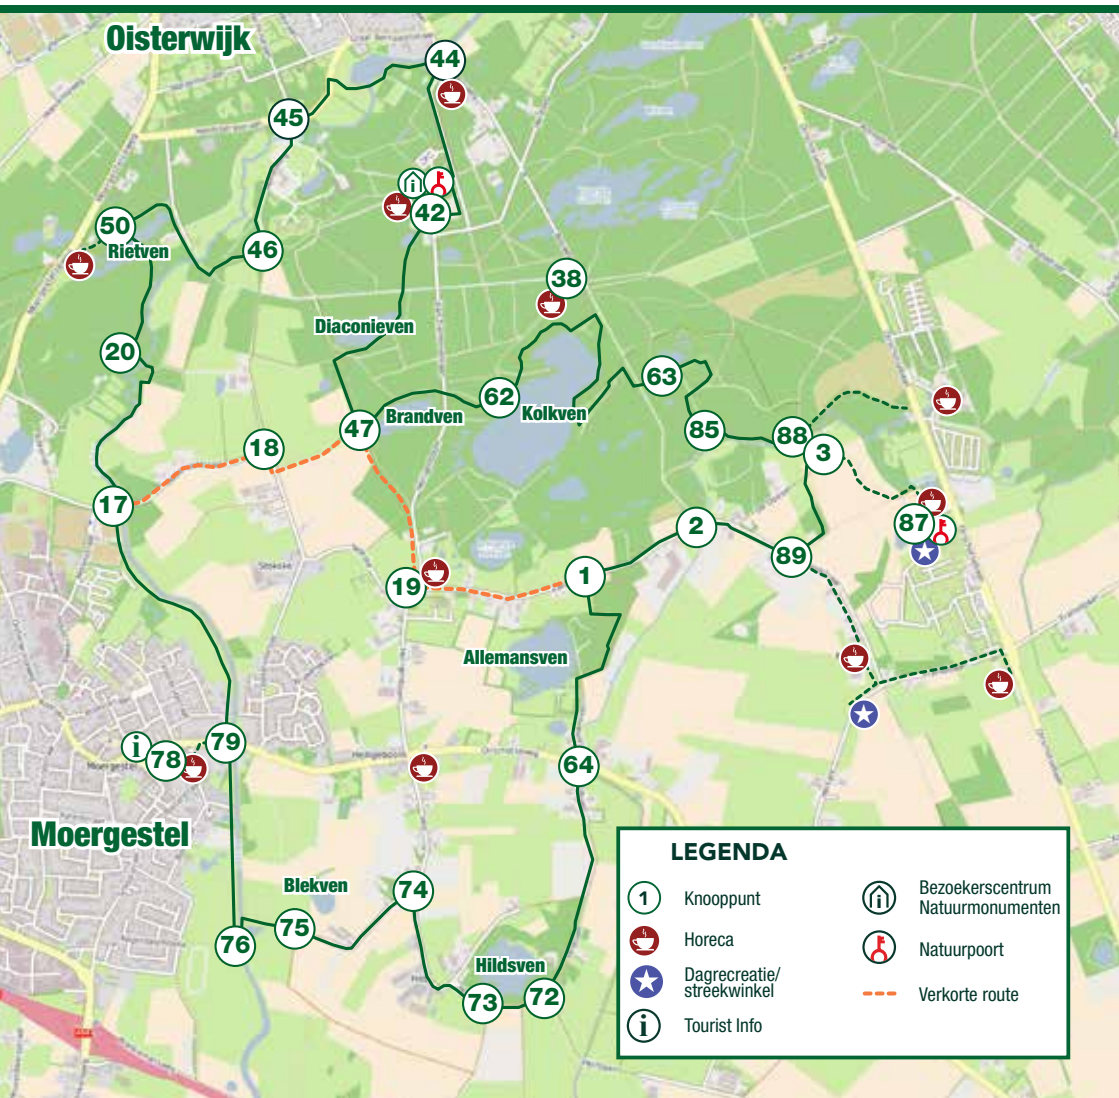 Oisterwijk
44
45
42
50
Rietven
46
38
Diaconieven
20
63
62
Brandven
Kolkven
47
85
88
18
3
17
87
2
89
19
1
Allemansven
79
78
Moergestel
64
Moergestel
Blekven
74
75
76
Hildsven
73
72
LEGENDA
1 Knooppunt
Horeca
Dagrecreatie/
streekwinkel
Tourist Info
Bezoekerscentrum
Natuurmonumenten
Natuurpoort
Verkorte route